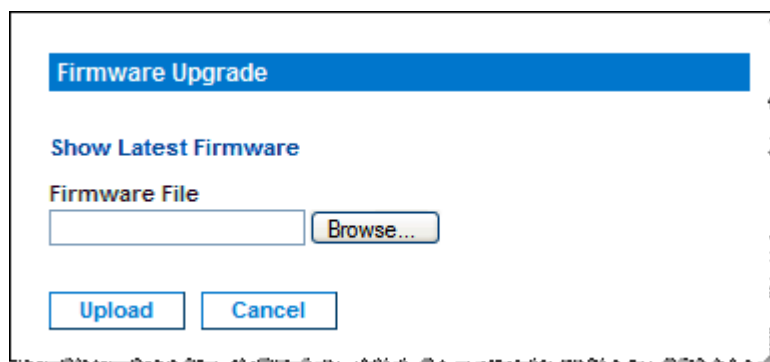 Firmware Upgrade
Show Latest Firmware
Firmware File
Browse...
Upload Cancel